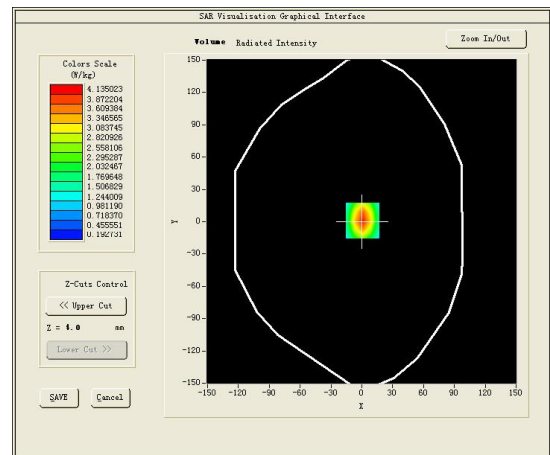 SAR Visualisation Graphical Interface
Volume Radiated Intensity
Zoom In/Out
Colors Scale
(W/kg)
4.135023
3.872204
3.609384
3.346565
3.083745
2.820926
2.558106
2.295287
2.032467
1.769648
1.506829
1.244009
0.981190
0.718370
0.455551
0.192731
Z-Cuts Control
<< Upper Cut
Z = 4.0 mm
Lower Cut >>
SAVE
Cancel
150
90
60
30
0
-30
-60
-90
-120
-150
Y
-150 -120 -90 -60 -30 0 30 60 90 120 150
X